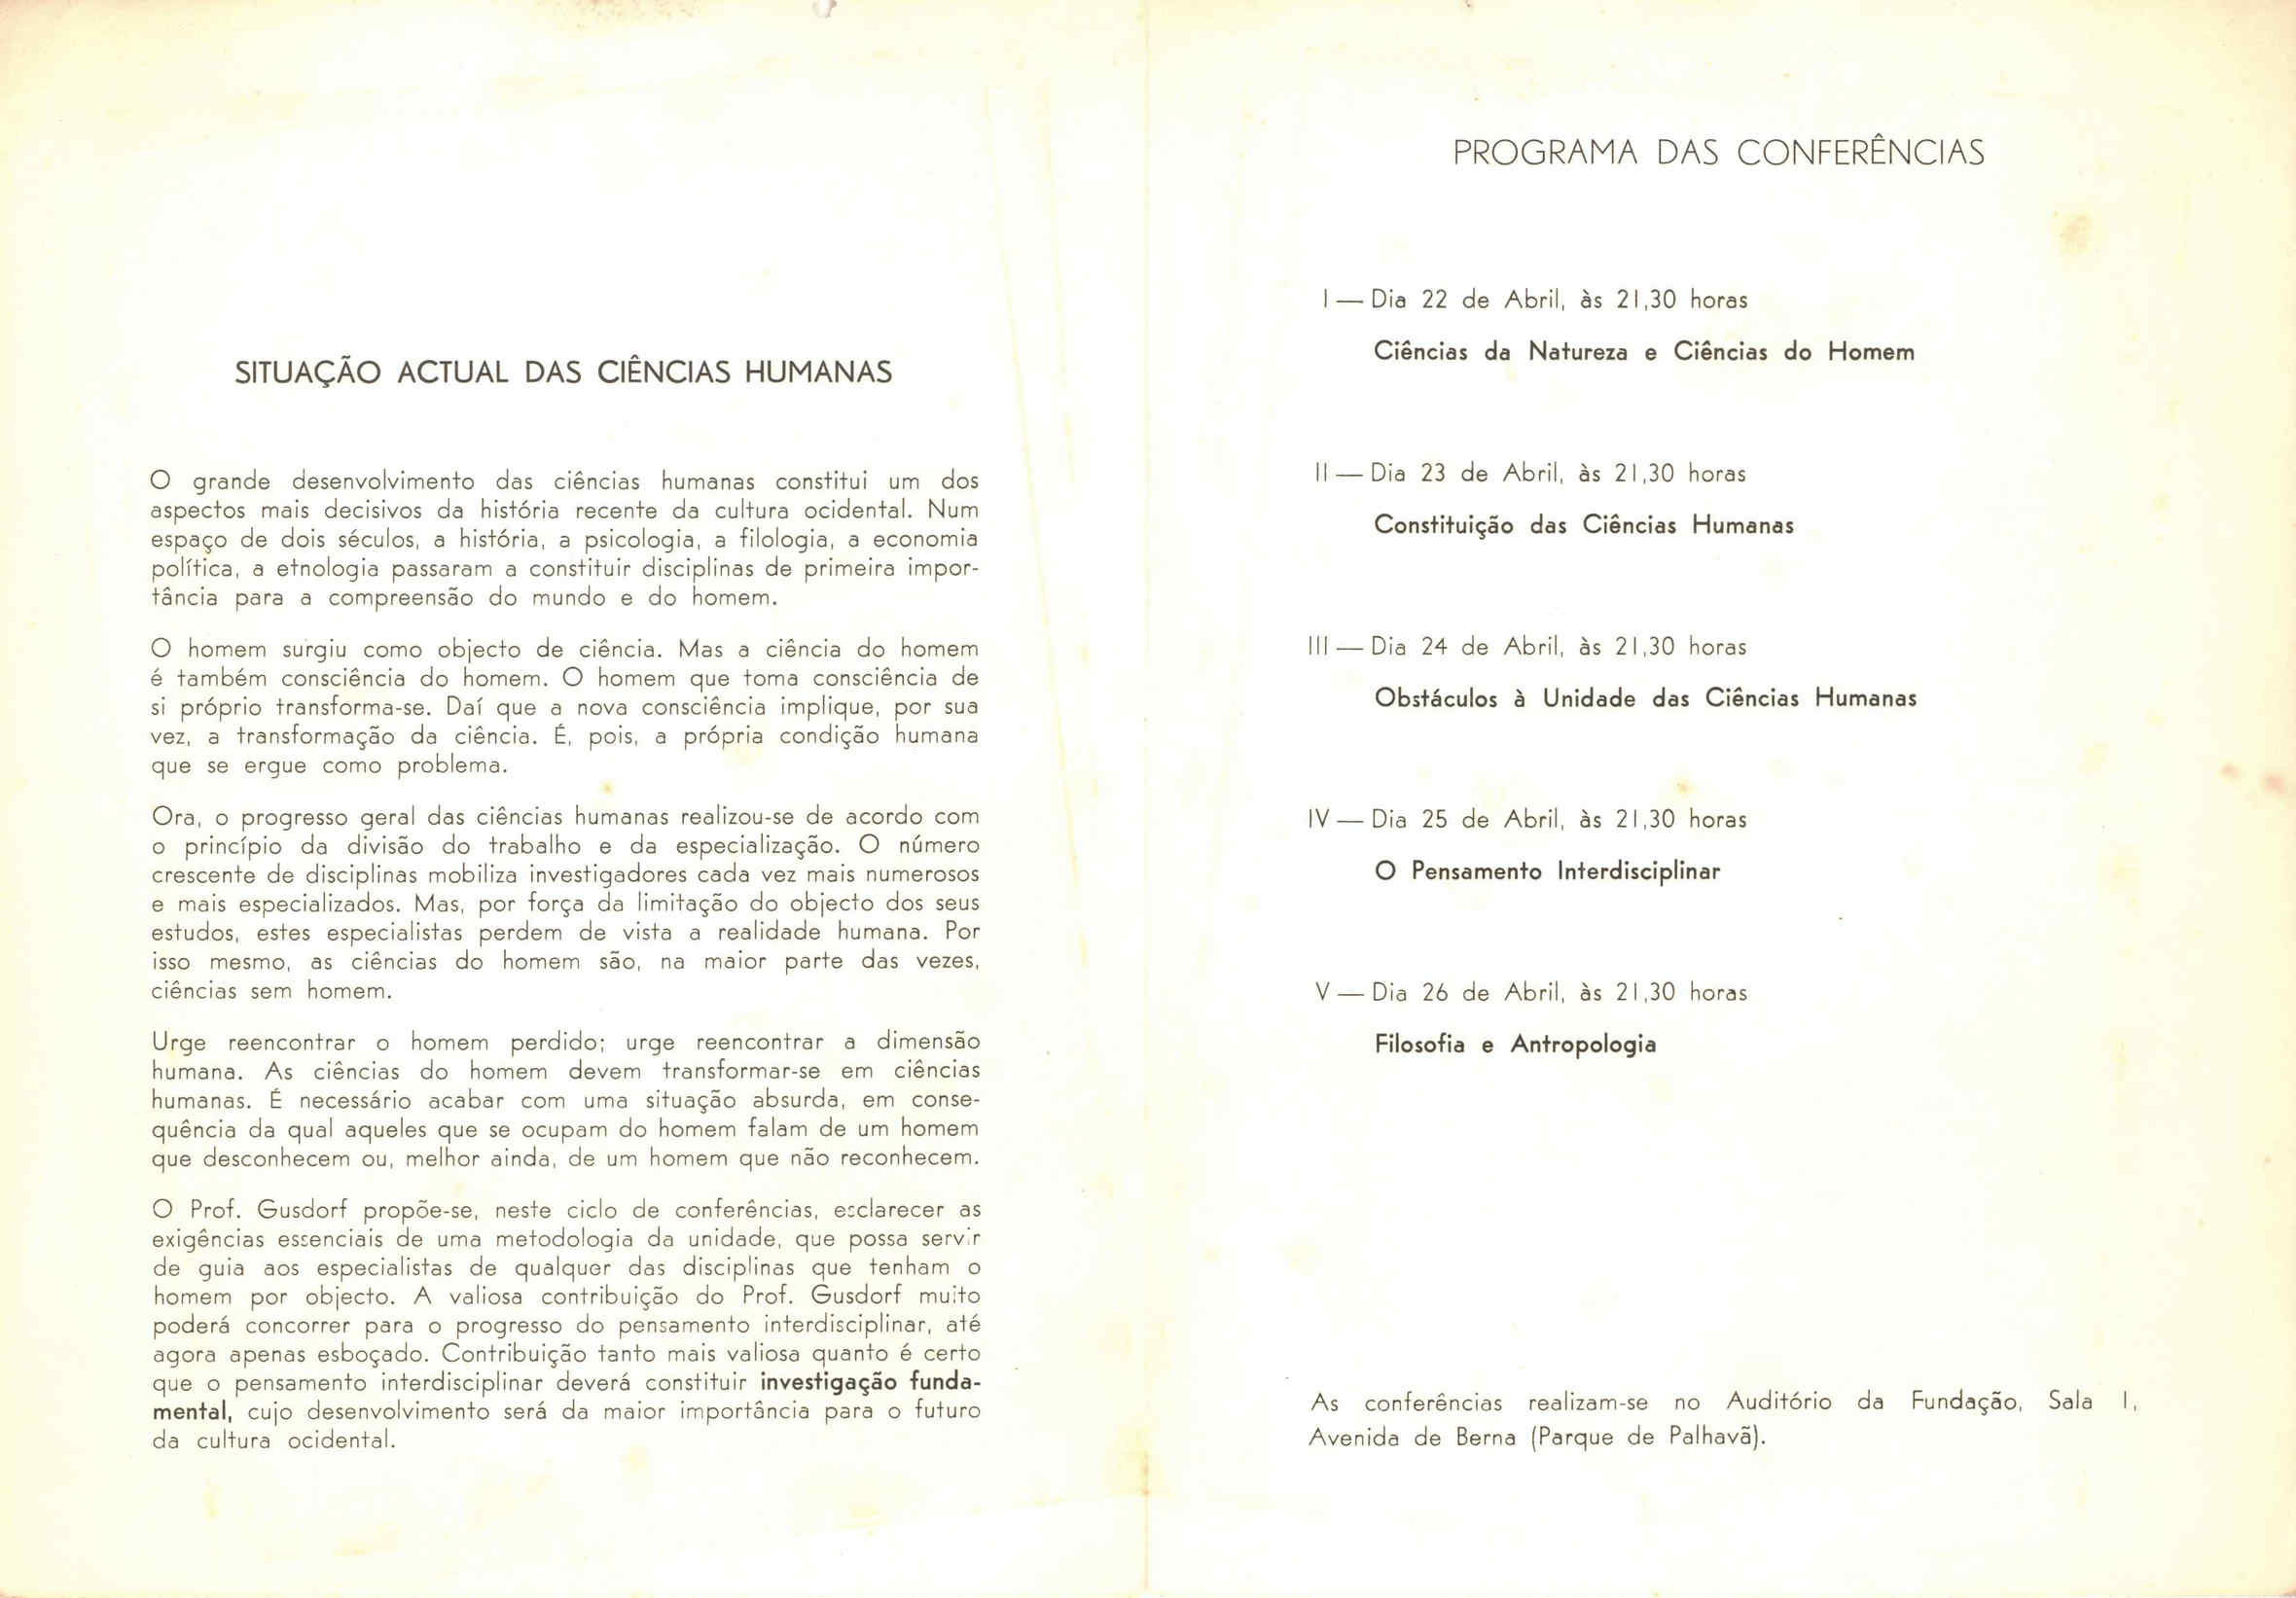 SITUAÇÃO ACTUAL DAS CIÊNCIAS HUMANAS
O grande desenvolvimento das ciências humanas constitui um dos
aspectos mais decisivos da história recente da cultura ocidental. Num
espaço de dois séculos, a história, a psicologia, a filologia, a economia
política, a etnologia passaram a constituir disciplinas de primeira impor-
tância para a compreensão do mundo e do homem.
O homem surgiu como objecto de ciência. Mas a ciência do homem
é também consciência do homem. O homem que toma consciência de
si próprio transforma-se. Daí que a nova consciência implique, por sua
vez, a transformação da ciência. É, pois, a própria condição humana
que se ergue como problema.
Ora, o progresso geral das ciências humanas realizou-se de acordo com
o princípio da divisão do trabalho e da especialização. O número
crescente de disciplinas mobiliza investigadores cada vez mais numerosos
e mais especializados. Mas, por força da limitação do objecto dos seus
estudos, estes especialistas perdem de vista a realidade humana. Por
isso mesmo, as ciências do homem são, na maior parte das vezes,
ciências sem homem.
Urge reencontrar o homem perdido; urge reencontrar a dimensão
humana. As ciências do homem devem transformar-se em ciências
humanas. É necessário acabar com uma situação absurda, em conse-
quência da qual aqueles que se ocupam do homem falam de um homem
que desconhecem ou, melhor ainda, de um homem que não reconhecem.
O Prof. Gusdorf propõe-se, neste ciclo de conferências, esclarecer as
exigências essenciais de uma metodologia da unidade, que possa servir
de guia aos especialistas de qualquer das disciplinas que tenham o
homem por objecto. A valiosa contribuição do Prof. Gusdorf muito
poderá concorrer para o progresso do pensamento interdisciplinar, até
agora apenas esboçado. Contribuição tanto mais valiosa quanto é certo
que o pensamento interdisciplinar deverá constituir investigação funda-
mental, cujo desenvolvimento será da maior importância para o futuro
da cultura ocidental.
PROGRAMA DAS CONFERÊNCIAS
I — Dia 22 de Abril, às 21,30 horas
Ciências da Natureza e Ciências do Homem
II — Dia 23 de Abril, às 21,30 horas
Constituição das Ciências Humanas
III — Dia 24 de Abril, às 21,30 horas
Obstáculos à Unidade das Ciências Humanas
IV — Dia 25 de Abril, às 21,30 horas
O Pensamento Interdisciplinar
V — Dia 26 de Abril, às 21,30 horas
Filosofia e Antropologia
As conferências realizam-se no Auditório da Fundação, Sala I,
Avenida de Berna (Parque de Palhavã).